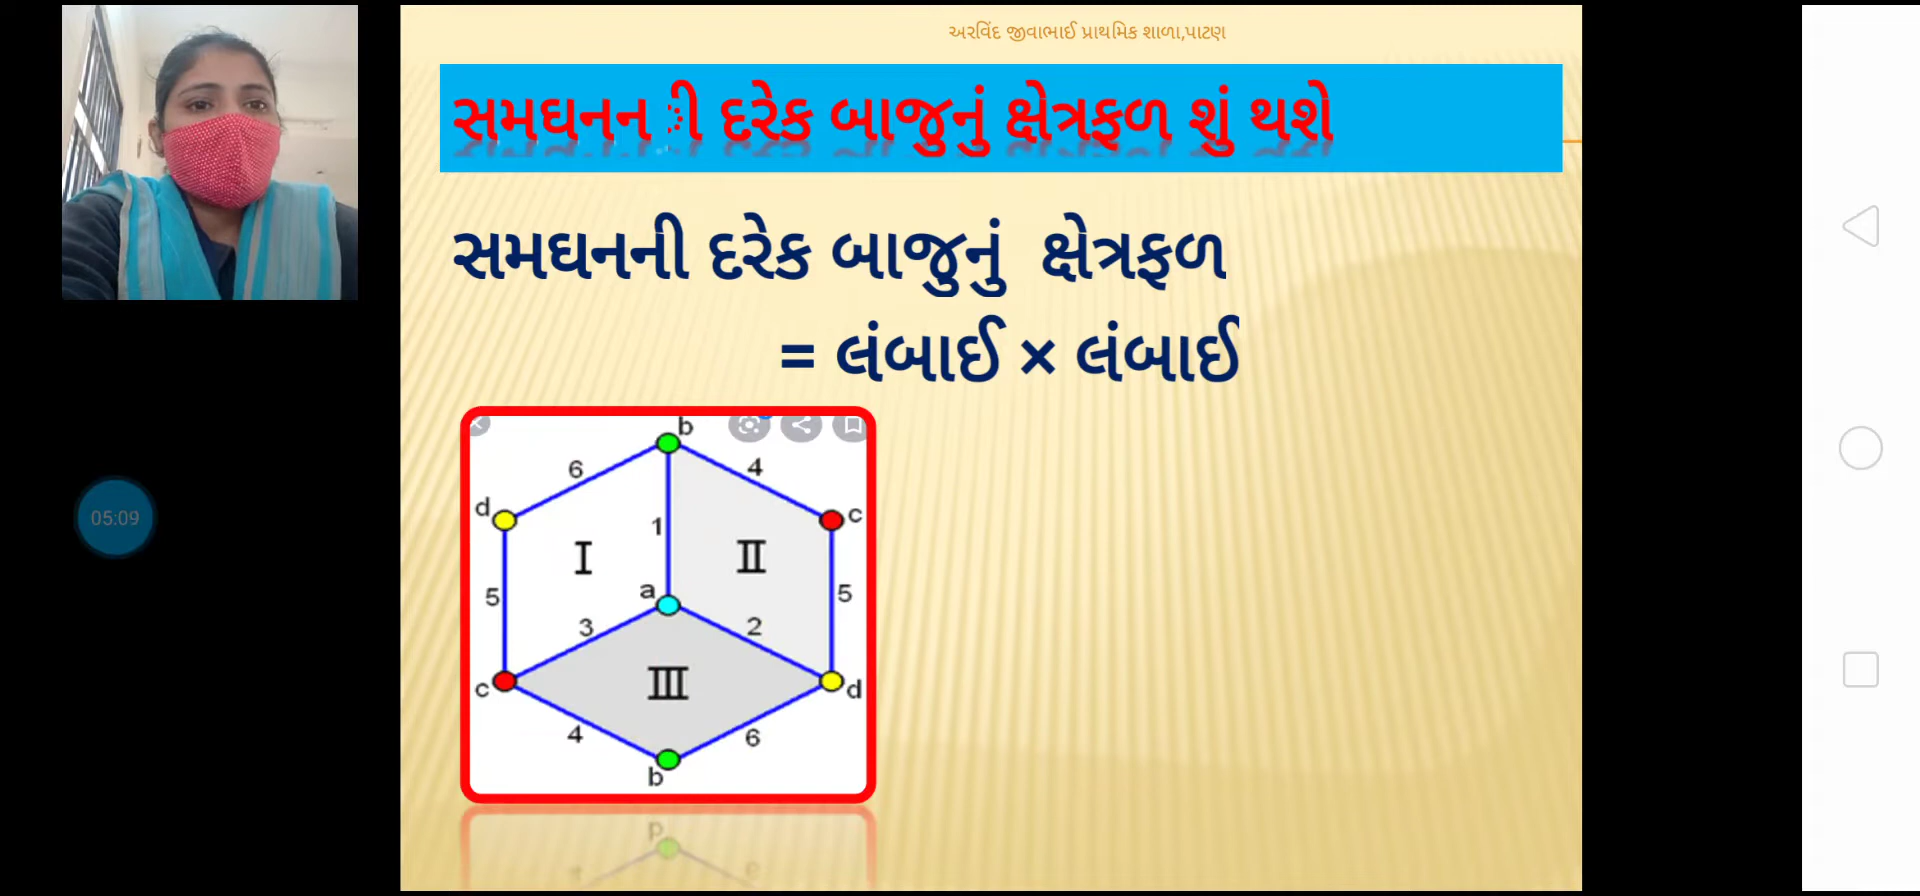 અરવિંદ જીવાભાઈ પ્રાથમિક શાળા,પાટણ
સમઘનન ી દરેક બાજુનું ક્ષેત્રફળ શું થશે
સમઘનની દરેક બાજુનું ક્ષેત્રફળ
= લંબાઈ × લંબાઈ
b
6
4
d
c
1
I
II
a
5
5
3
2
III
c
d
4
6
b
05:09